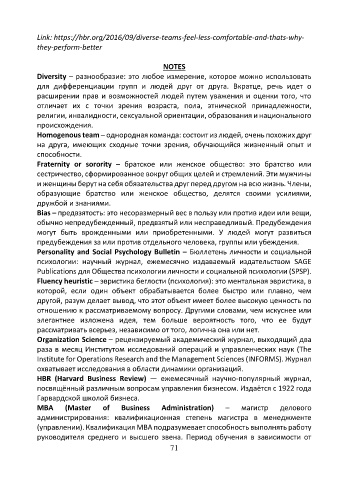 Link: https://hbr.org/2016/09/diverse-teams-feel-less-comfortable-and-thats-why-
they-perform-better
NOTES
Diversity – разнообразие: это любое измерение, которое можно использовать
для дифференциации групп и людей друг от друга. Вкратце, речь идет о
расширении прав и возможностей людей путем уважения и оценки того, что
отличает их с точки зрения возраста, пола, этнической принадлежности,
религии, инвалидности, сексуальной ориентации, образования и национального
происхождения.
Homogenous team – однородная команда: состоит из людей, очень похожих друг
на друга, имеющих сходные точки зрения, обучающийся жизненный опыт и
способности.
Fraternity or sorority – братское или женское общество: это братство или
сестричество, сформированное вокруг общих целей и стремлений. Эти мужчины
и женщины берут на себя обязательства друг перед другом на всю жизнь. Члены,
образующие братство или женское общество, делятся своими усилиями,
дружбой и знаниями.
Bias – предвзятость: это несоразмерный вес в пользу или против идеи или вещи,
обычно непредубежденный, предвзятый или несправедливый. Предубеждения
могут быть врожденными или приобретенными. У людей могут развиться
предубеждения за или против отдельного человека, группы или убеждения.
Personality and Social Psychology Bulletin – Бюллетень личности и социальной
психологии: научный журнал, ежемесячно издаваемый издательством SAGE
Publications для Общества психологии личности и социальной психологии (SPSP).
Fluency heuristic – эвристика беглости (психология): это ментальная эвристика, в
которой, если один объект обрабатывается более быстро или плавно, чем
другой, разум делает вывод, что этот объект имеет более высокую ценность по
отношению к рассматриваемому вопросу. Другими словами, чем искуснее или
элегантнее изложена идея, тем больше вероятность того, что ее будут
рассматривать всерьез, независимо от того, логична она или нет.
Organization Science – рецензируемый академический журнал, выходящий два
раза в месяц Институтом исследований операций и управленческих наук (The
Institute for Operations Research and the Management Sciences (INFORMS). Журнал
охватывает исследования в области динамики организаций.
HBR (Harvard Business Review) — ежемесячный научно-популярный журнал,
посвящённый различным вопросам управления бизнесом. Издаётся с 1922 года
Гарвардской школой бизнеса.
MBA (Master of Business Administration) – магистр делового
администрирования: квалификационная степень магистра в менеджменте
(управлении). Квалификация MBA подразумевает способность выполнять работу
руководителя среднего и высшего звена. Период обучения в зависимости от
71